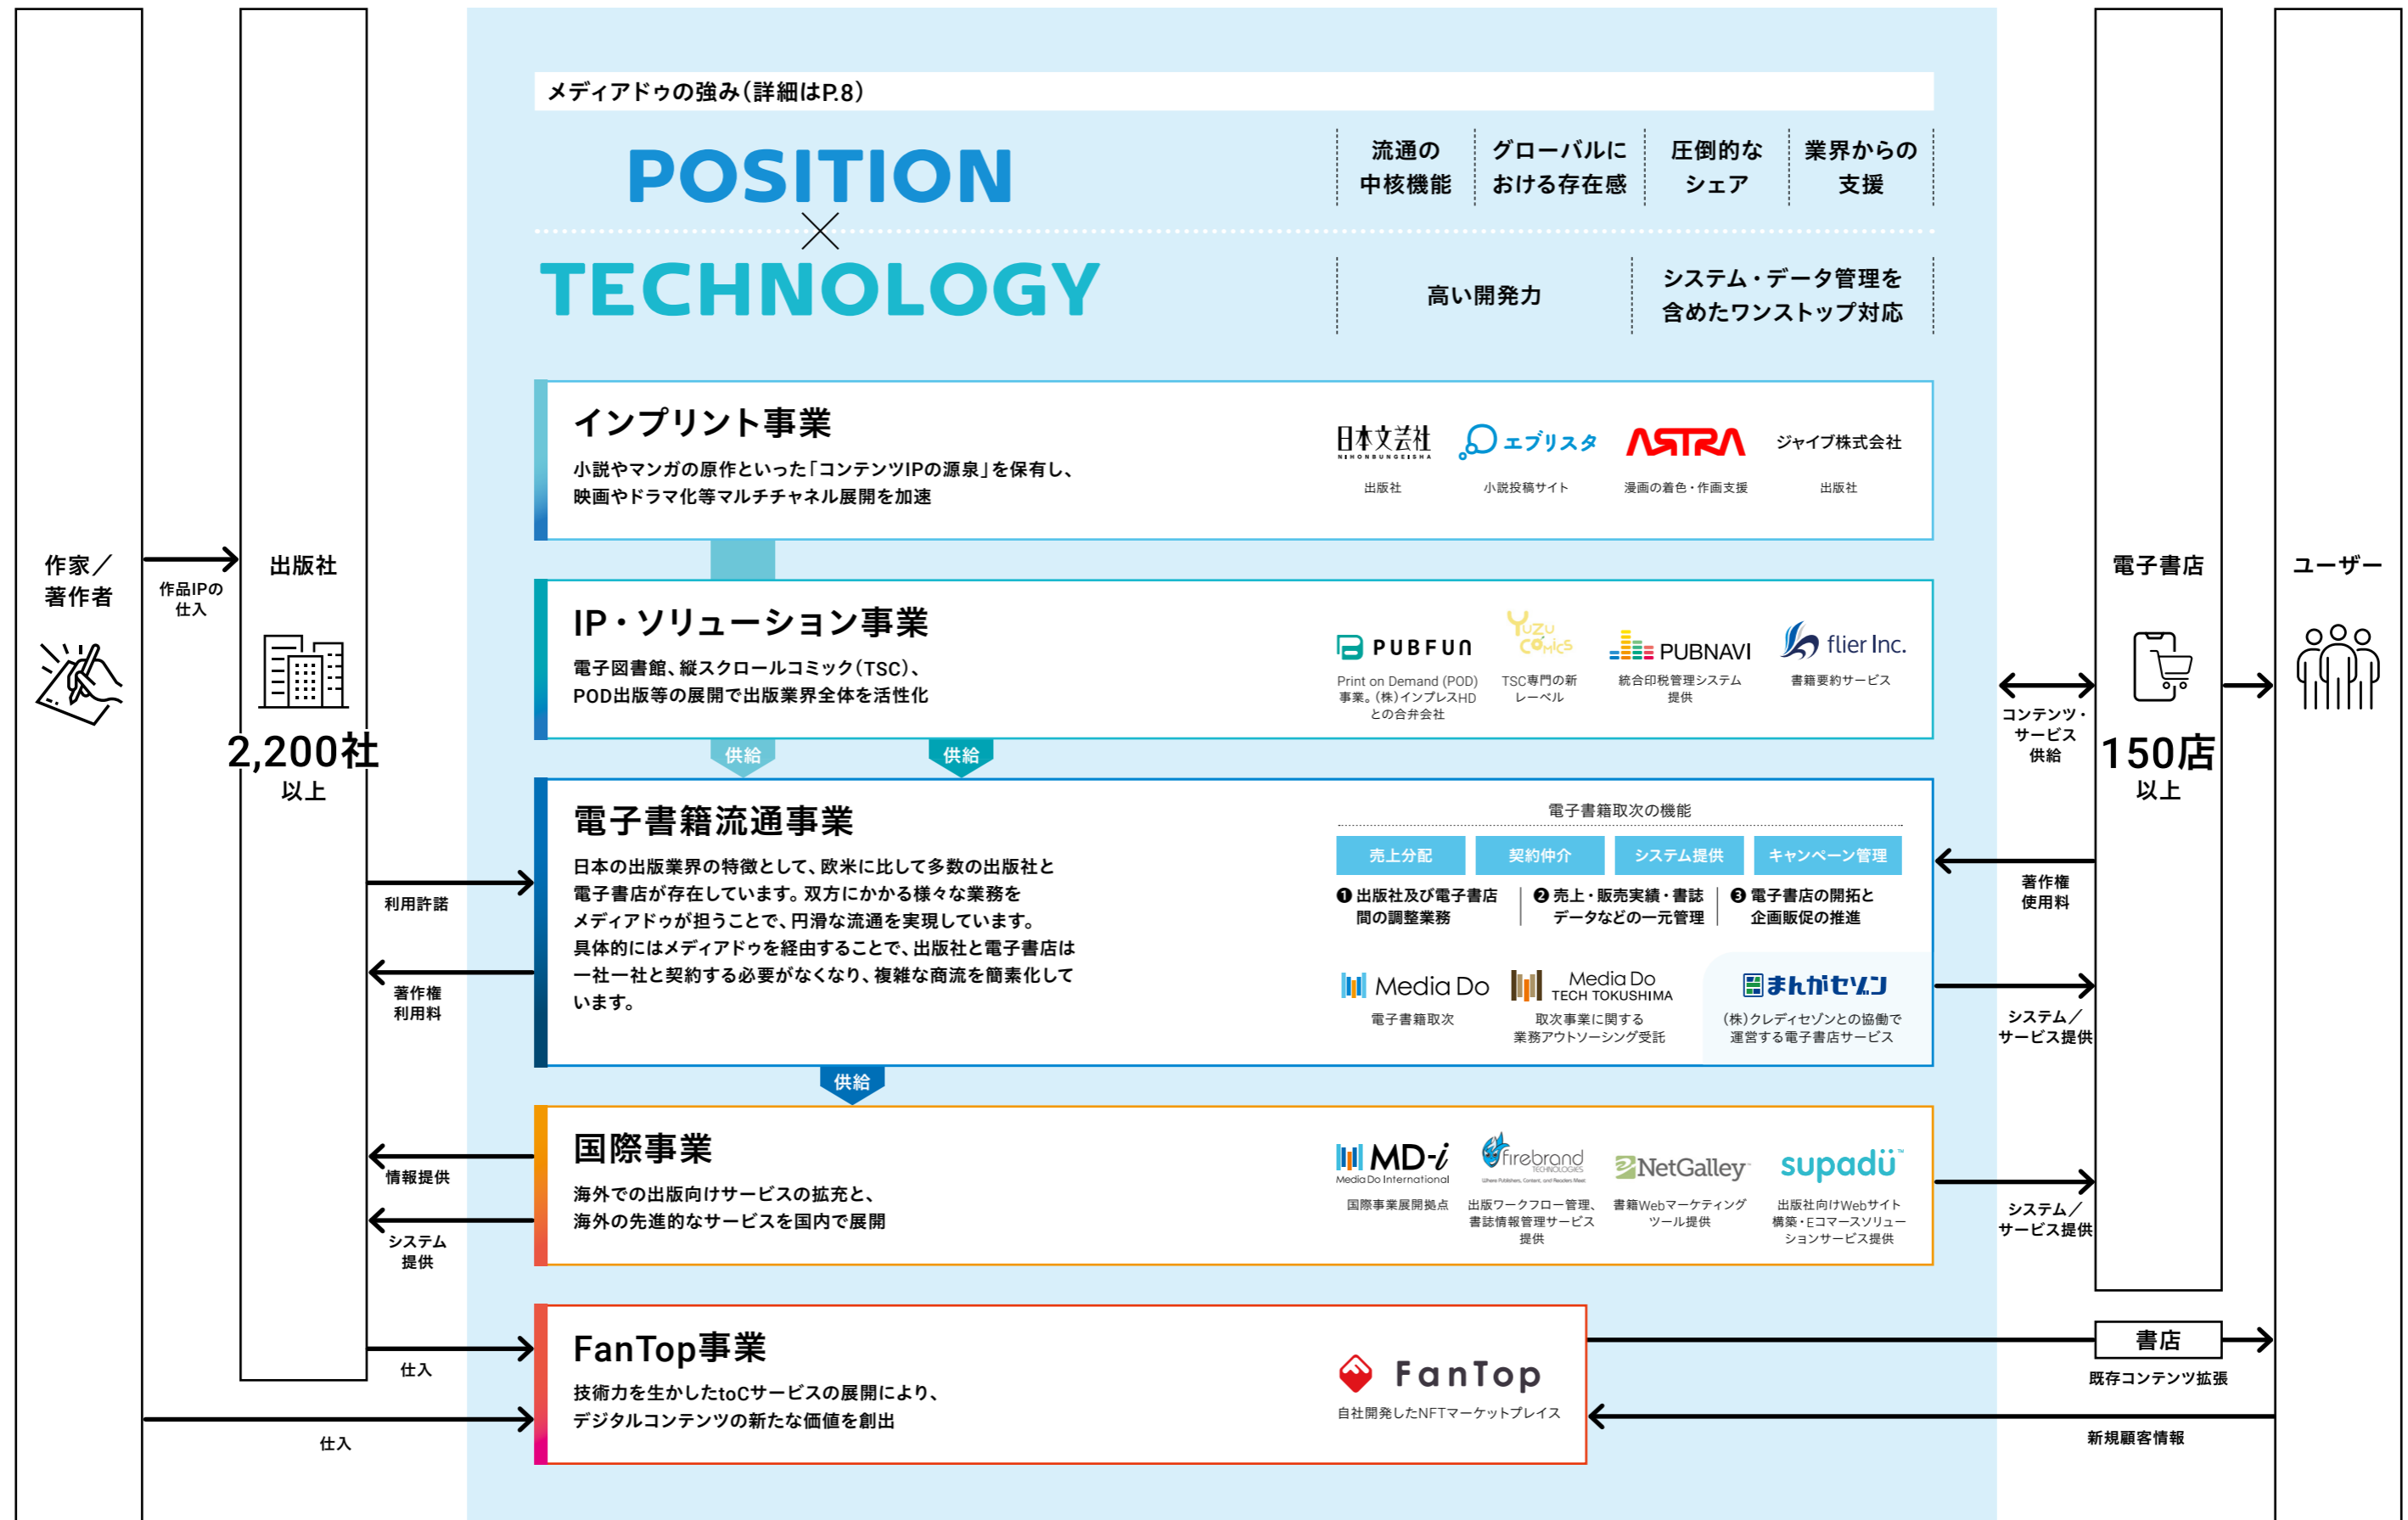 メディアドゥの強み（詳細はP.8）
POSITION
×
TECHNOLOGY
流通の
中核機能
グローバルに
おける存在感
圧倒的な
シェア
業界からの
支援
高い開発力
システム・データ管理を
含めたワンストップ対応
作家／
著作者
作品IPの
仕入
出版社
2,200社
以上
インプリント事業
小説やマンガの原作といった「コンテンツIPの源泉」を保有し、
映画やドラマ化等マルチチャネル展開を加速
日本文芸社
NIHONBUNGEISHA
出版社
エブリスタ
小説投稿サイト
ASTRA
漫画の着色・作画支援
ジャイブ株式会社
出版社
IP・ソリューション事業
電子図書館、縦スクロールコミック（TSC）、
POD出版等の展開で出版業界全体を活性化
PUBFUN
Print on Demand (POD)
事業。（株）インプレスHD
との合弁会社
YUZU
COMICS
TSC専門の新
レーベル
PUBNAVI
統合印税管理システム
提供
flier Inc.
書籍要約サービス
供給
供給
電子書籍流通事業
日本の出版業界の特徴として、欧米に比して多数の出版社と
電子書店が存在しています。双方にかかる様々な業務を
メディアドゥが担うことで、円滑な流通を実現しています。
具体的にはメディアドゥを経由することで、出版社と電子書店は
一社一社と契約する必要がなくなり、複雑な商流を簡素化して
います。
電子書籍取次の機能
売上分配
契約仲介
システム提供
キャンペーン管理
❶ 出版社及び電子書店
間の調整業務
❷ 売上・販売実績・書誌
データなどの一元管理
❸ 電子書店の開拓と
企画販促の推進
Media Do
電子書籍取次
Media Do
TECH TOKUSHIMA
取次事業に関する
業務アウトソーシング受託
まんがセゾン
（株）クレディセゾンとの協働で
運営する電子書店サービス
利用許諾
著作権
利用料
供給
国際事業
海外での出版向けサービスの拡充と、
海外の先進的なサービスを国内で展開
MD-i
Media Do International
国際事業展開拠点
firebrand
TECHNOLOGIES
Where Publishers, Content, and Readers Meet
出版ワークフロー管理、
書誌情報管理サービス
提供
NetGalley
書籍Webマーケティング
ツール提供
supadü™
出版社向けWebサイト
構築・Eコマースソリュー
ションサービス提供
情報提供
システム
提供
FanTop事業
技術力を生かしたtoCサービスの展開により、
デジタルコンテンツの新たな価値を創出
FanTop
自社開発したNFTマーケットプレイス
仕入
仕入
コンテンツ・
サービス
供給
著作権
使用料
システム／
サービス提供
システム／
サービス提供
電子書店
150店
以上
書店
既存コンテンツ拡張
新規顧客情報
ユーザー